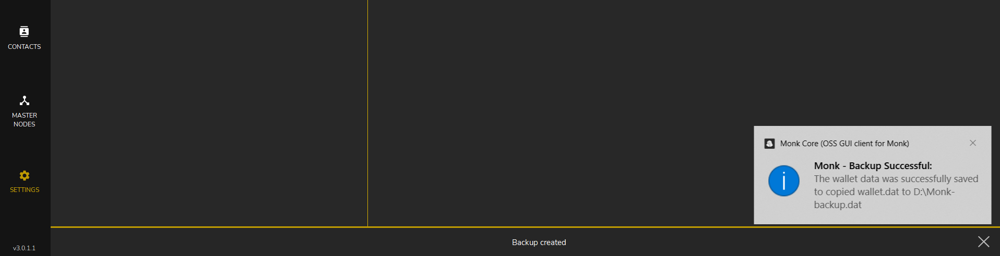 CONTACTS
MASTER
NODES
SETTINGS
v3.0.1.1
Monk Core (OSS GUI client for Monk)
Monk - Backup Successful:
The wallet data was successfully saved
to copied wallet.dat to D:\Monk-
backup.dat
Backup created